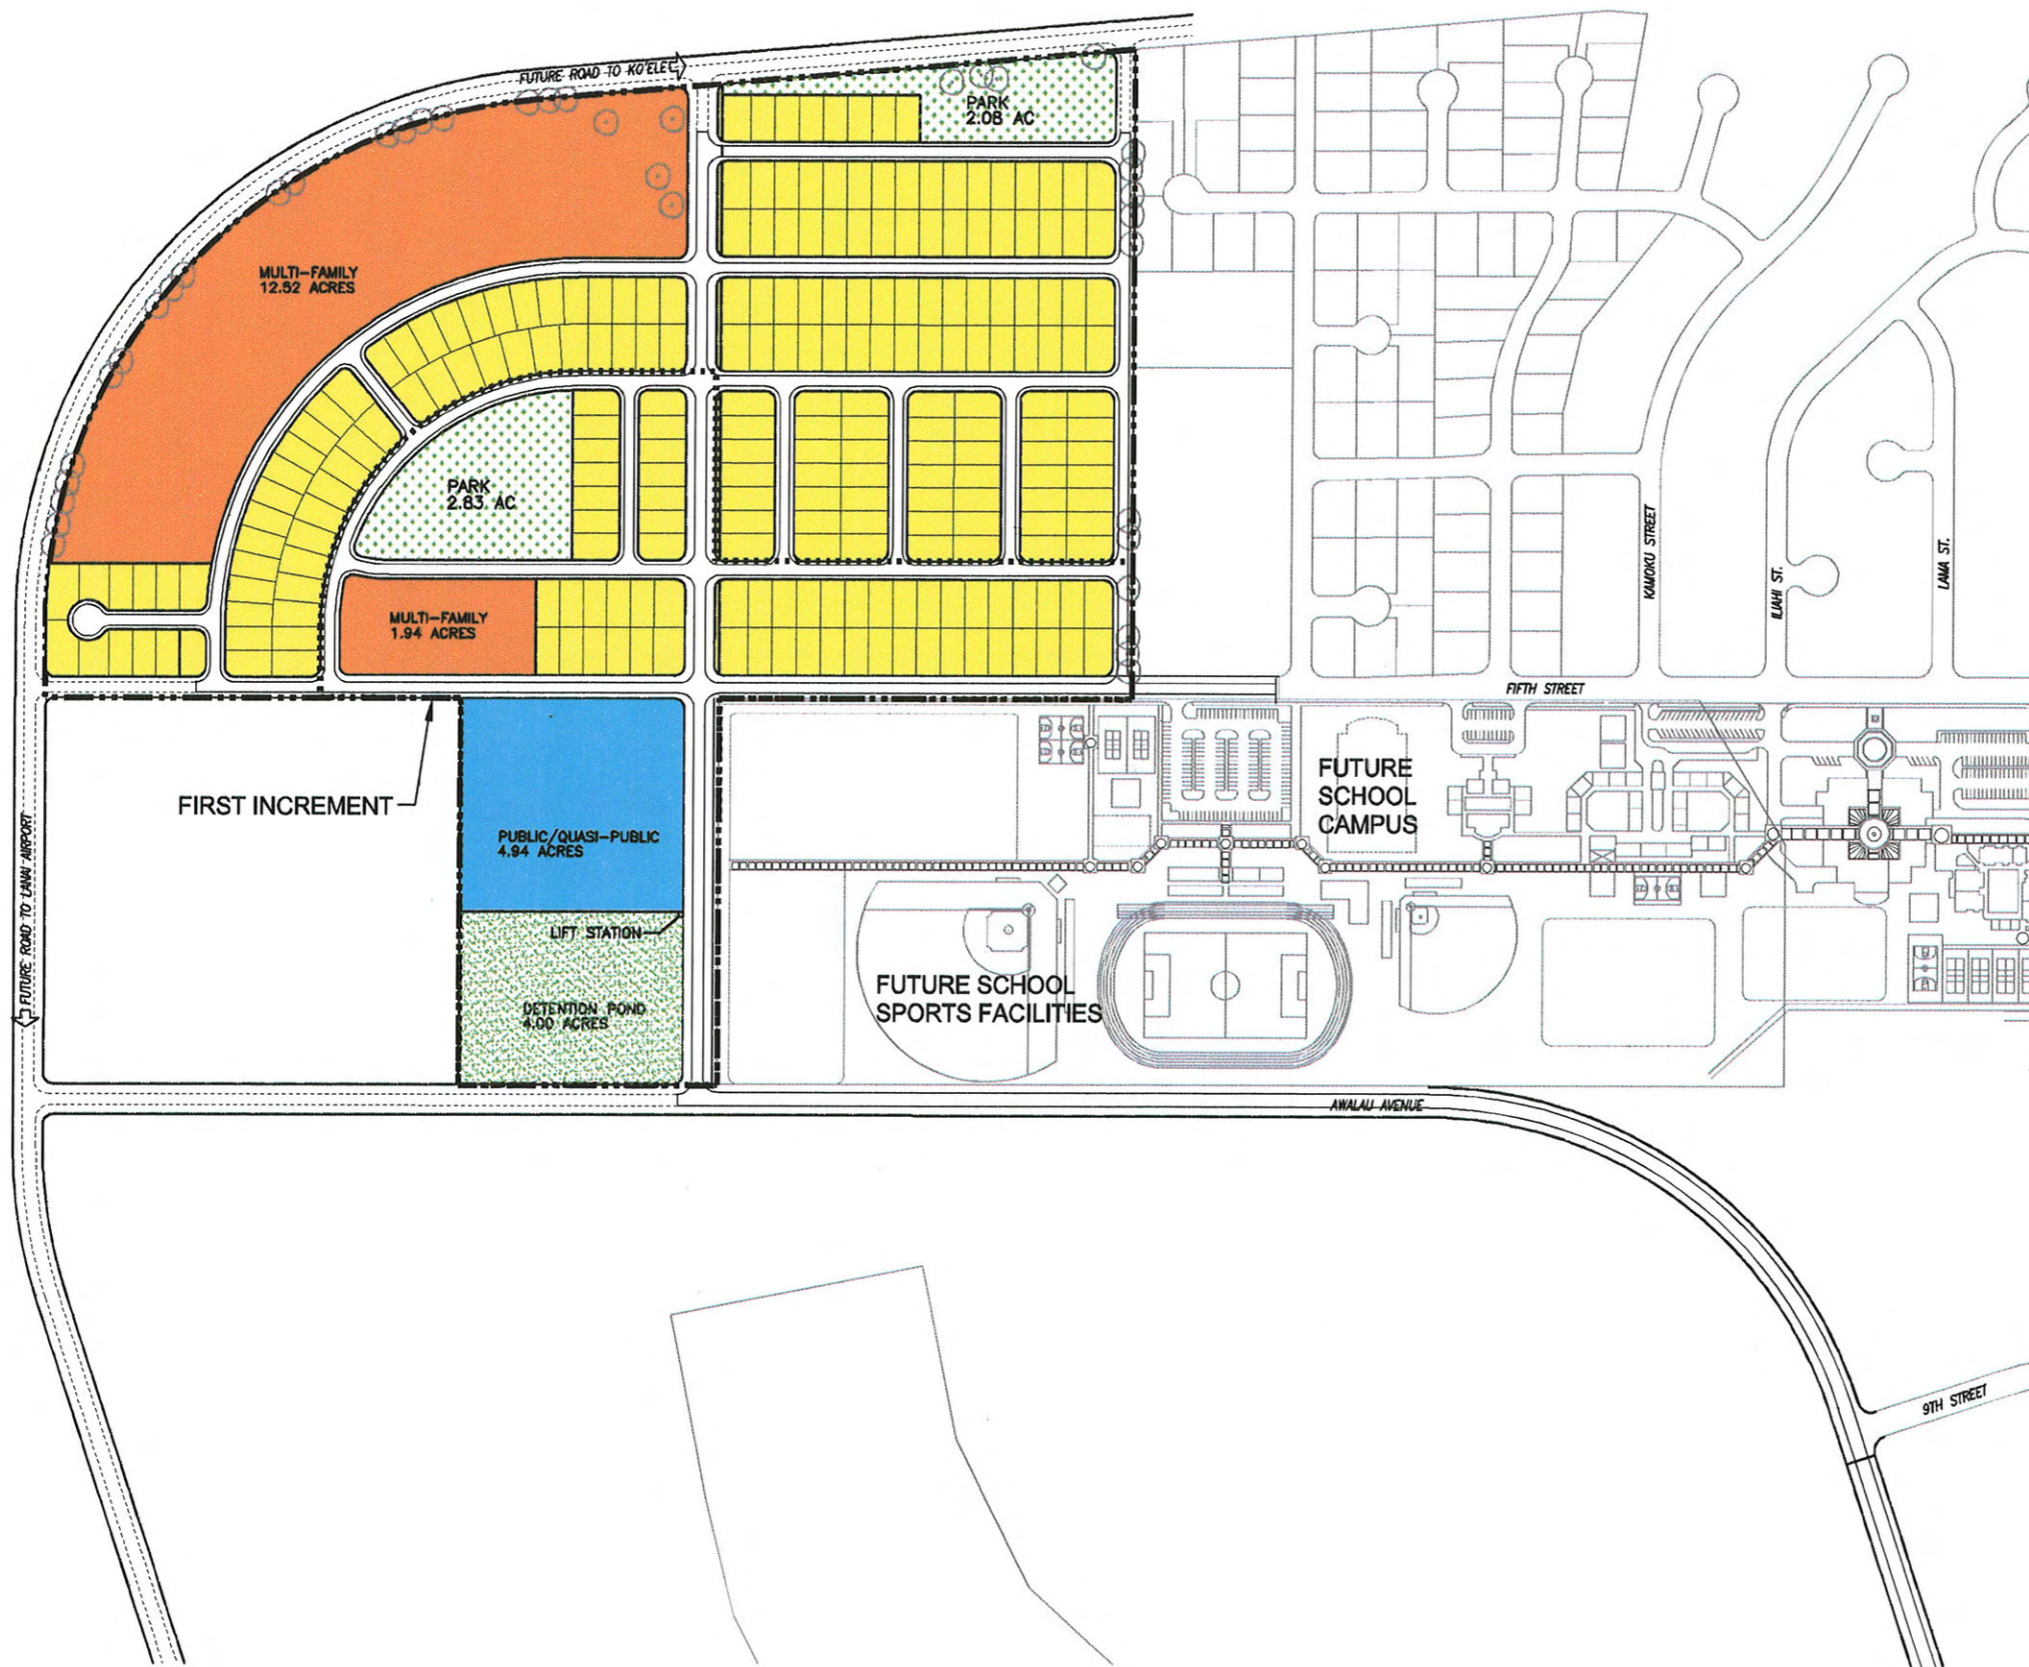 FUTURE ROAD TO KO'ELE
PARK
2.08 AC
MULTI-FAMILY
12.52 ACRES
PARK
2.83 AC
MULTI-FAMILY
1.94 ACRES
KAMOKU STREET
ILIAHI ST.
LAMA ST.
FIFTH STREET
FIRST INCREMENT
FUTURE
SCHOOL
CAMPUS
PUBLIC/QUASI-PUBLIC
4.94 ACRES
LIFT STATION
FUTURE ROAD TO LANAI AIRPORT
DETENTION POND
4.00 ACRES
FUTURE SCHOOL
SPORTS FACILITIES
AWALAU AVENUE
9TH STREET